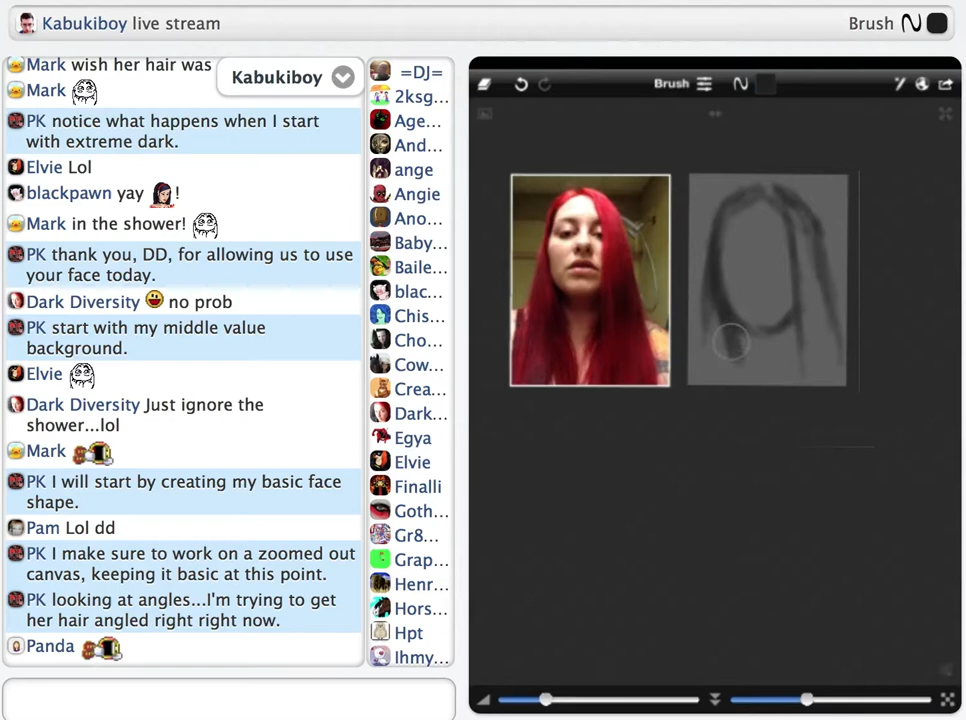 Kabukiboy live stream
Brush
Mark wish her hair was
Kabukiboy
Mark
PK notice what happens when I start
with extreme dark.
Elvie Lol
blackpawn yay !
Mark in the shower!
PK thank you, DD, for allowing us to use
your face today.
Dark Diversity no prob
PK start with my middle value
background.
Elvie
Dark Diversity Just ignore the
shower...lol
Mark
PK I will start by creating my basic face
shape.
Pam Lol dd
PK I make sure to work on a zoomed out
canvas, keeping it basic at this point.
PK looking at angles...I'm trying to get
her hair angled right right now.
Panda
=DJ=
2ksg...
Age...
And...
ange
Angie
Ano...
Baby...
Baile...
blac...
Chis...
Cho...
Cow...
Crea...
Dark...
Egya
Elvie
Finalli
Goth...
Gr8...
Grap...
Henr...
Hors...
Hpt
Ihmy...
Brush